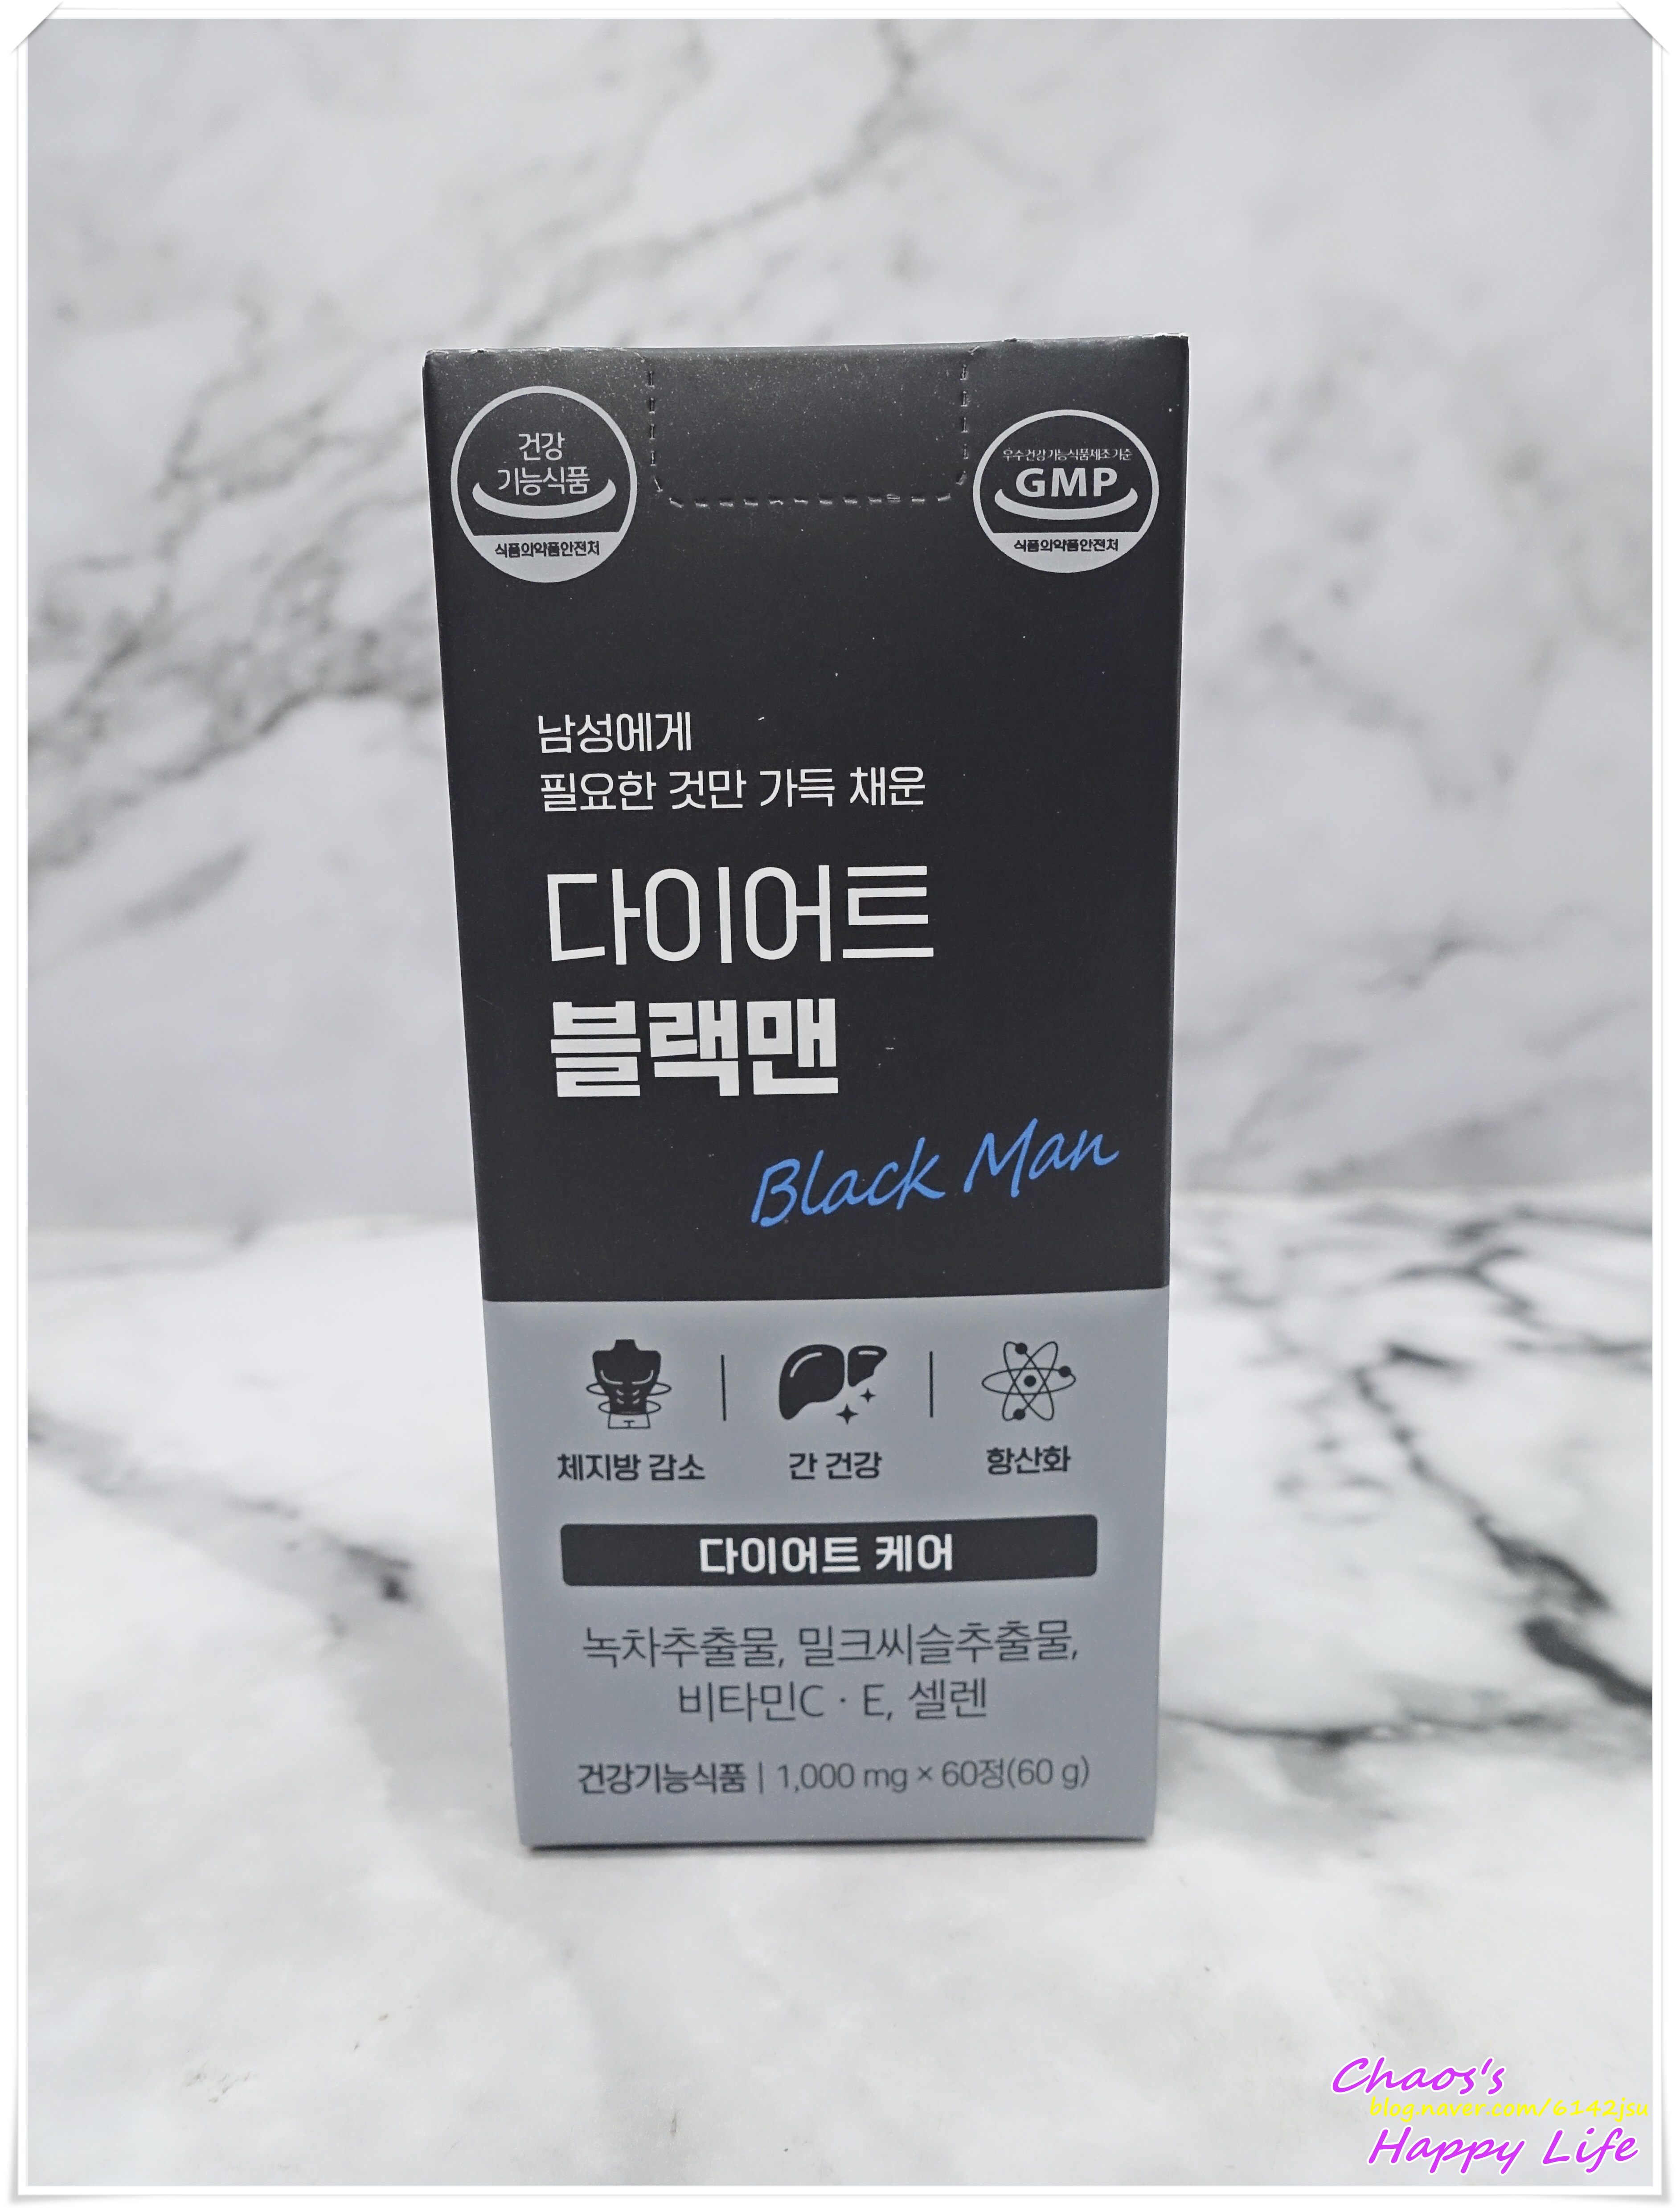 건강
기능식품
식품의약품안전처
우수건강기능식품제조기준
GMP
식품의약품안전처
남성에게
필요한 것만 가득 채운
다이어트
블랙맨
Black Man
체지방 감소
간 건강
항산화
다이어트 케어
녹차추출물, 밀크씨슬추출물,
비타민C · E, 셀렌
건강기능식품 | 1,000 mg × 60정(60 g)
Chaos's
blog.naver.com/6142jsu
Happy Life